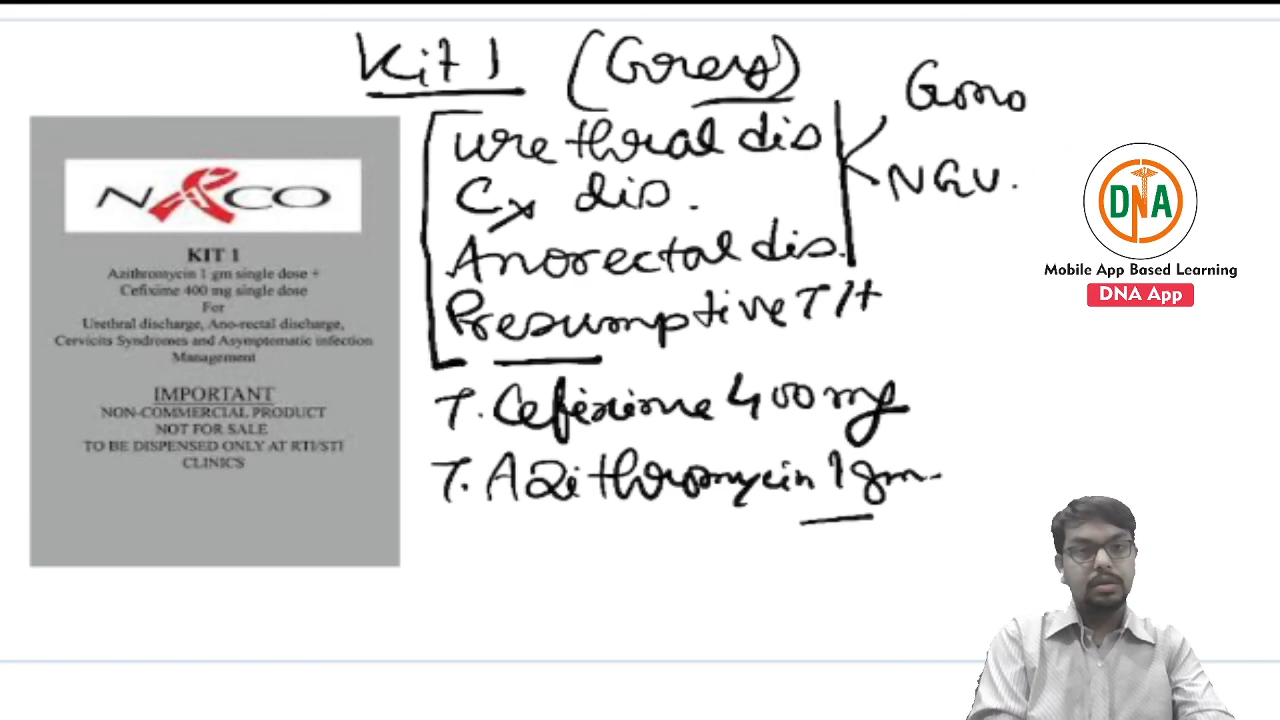 Kit 1 (Grey)
Urethral dis
Cx dis.
Anorectal dis.
Presumptive T/t
Gono
NGU.
T. Cefixime 400 mg
T. Azithromycin 1 gm.
NACO
KIT 1
Azithromycin 1 gm single dose +
Cefixime 400 mg single dose
For
Urethral discharge, Ano-rectal discharge,
Cervicits Syndromes and Asymptomatic infection
Management
IMPORTANT
NON-COMMERCIAL PRODUCT
NOT FOR SALE
TO BE DISPENSED ONLY AT RTI/STI
CLINICS
DNA
Mobile App Based Learning
DNA App